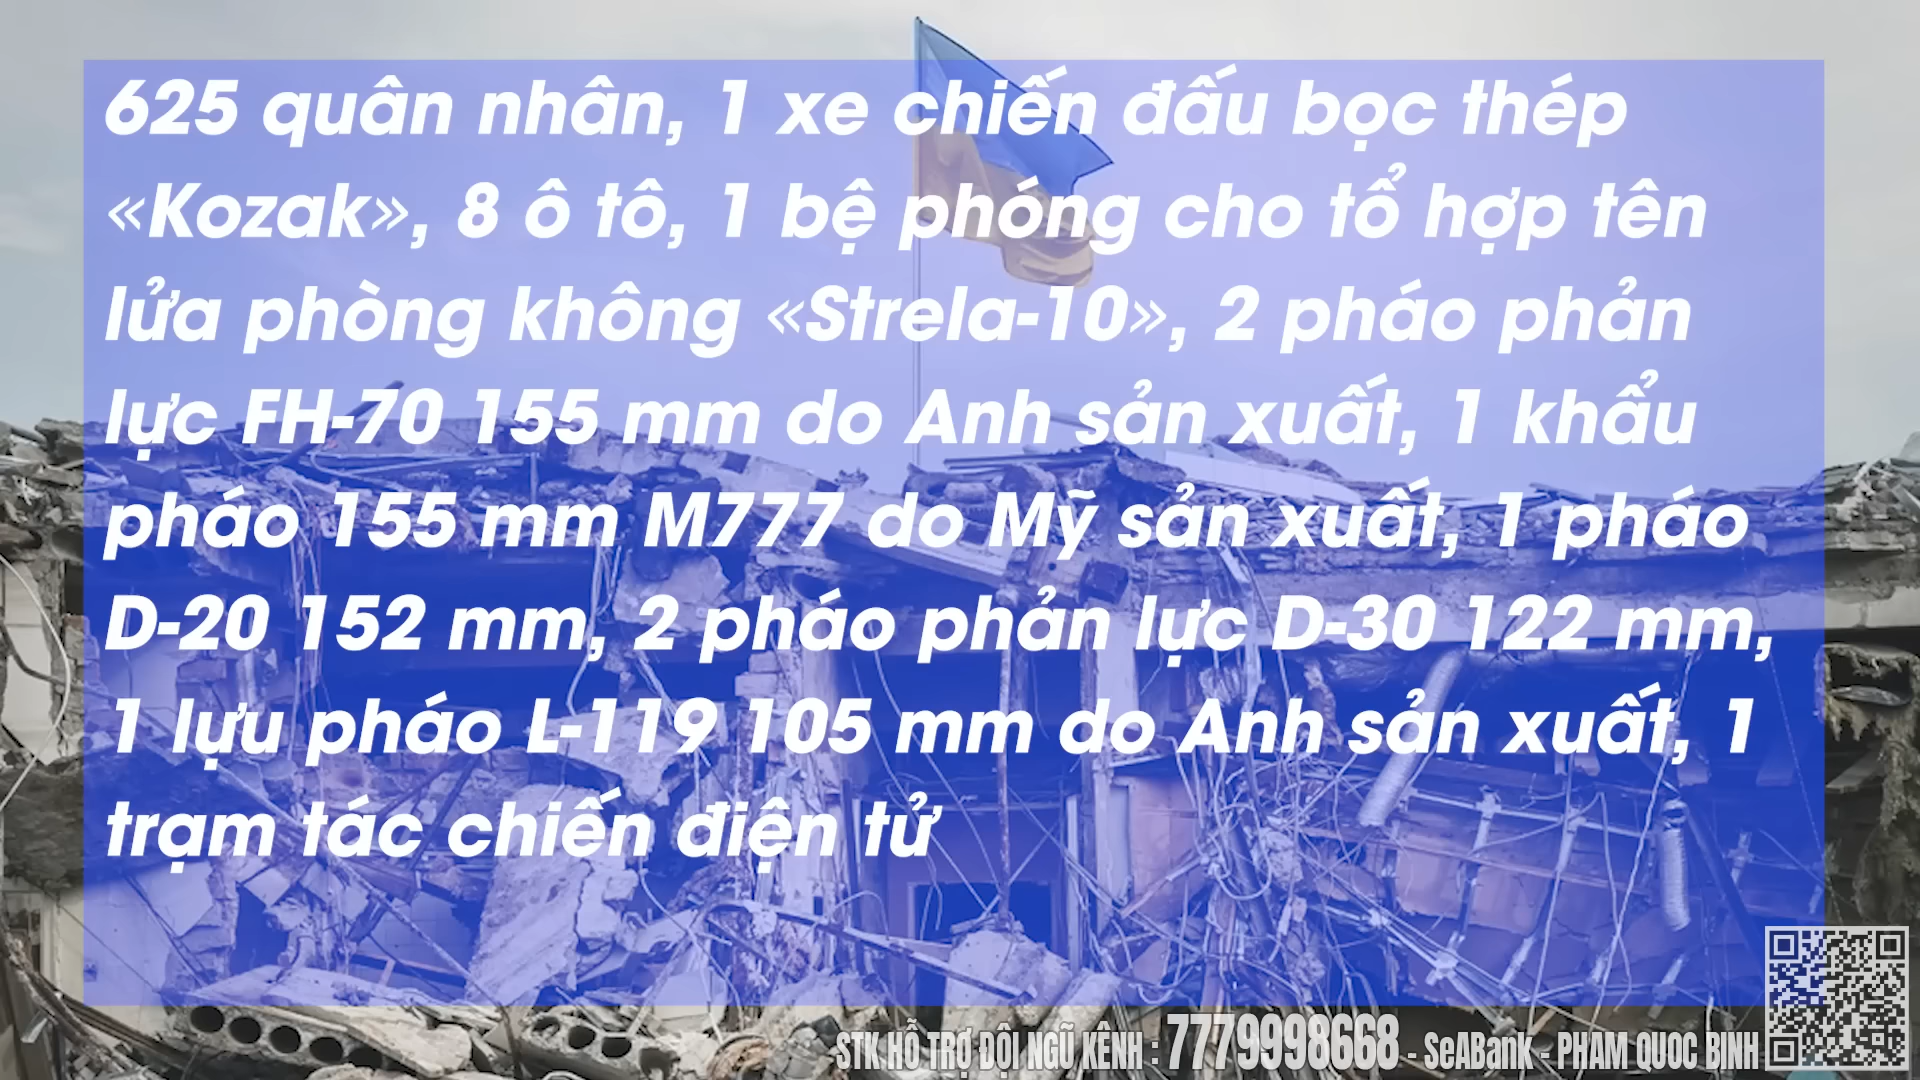 625 quân nhân, 1 xe chiến đấu bọc thép
«Kozak», 8 ô tô, 1 bệ phóng cho tổ hợp tên
lửa phòng không «Strela-10», 2 pháo phản
lực FH-70 155 mm do Anh sản xuất, 1 khẩu
pháo 155 mm M777 do Mỹ sản xuất, 1 pháo
D-20 152 mm, 2 pháo phản lực D-30 122 mm,
1 lựu pháo L-119 105 mm do Anh sản xuất, 1
trạm tác chiến điện tử
STK HỖ TRỢ ĐỘI NGŨ KÊNH : 7779998668 - SeABank - PHAM QUOC BINH